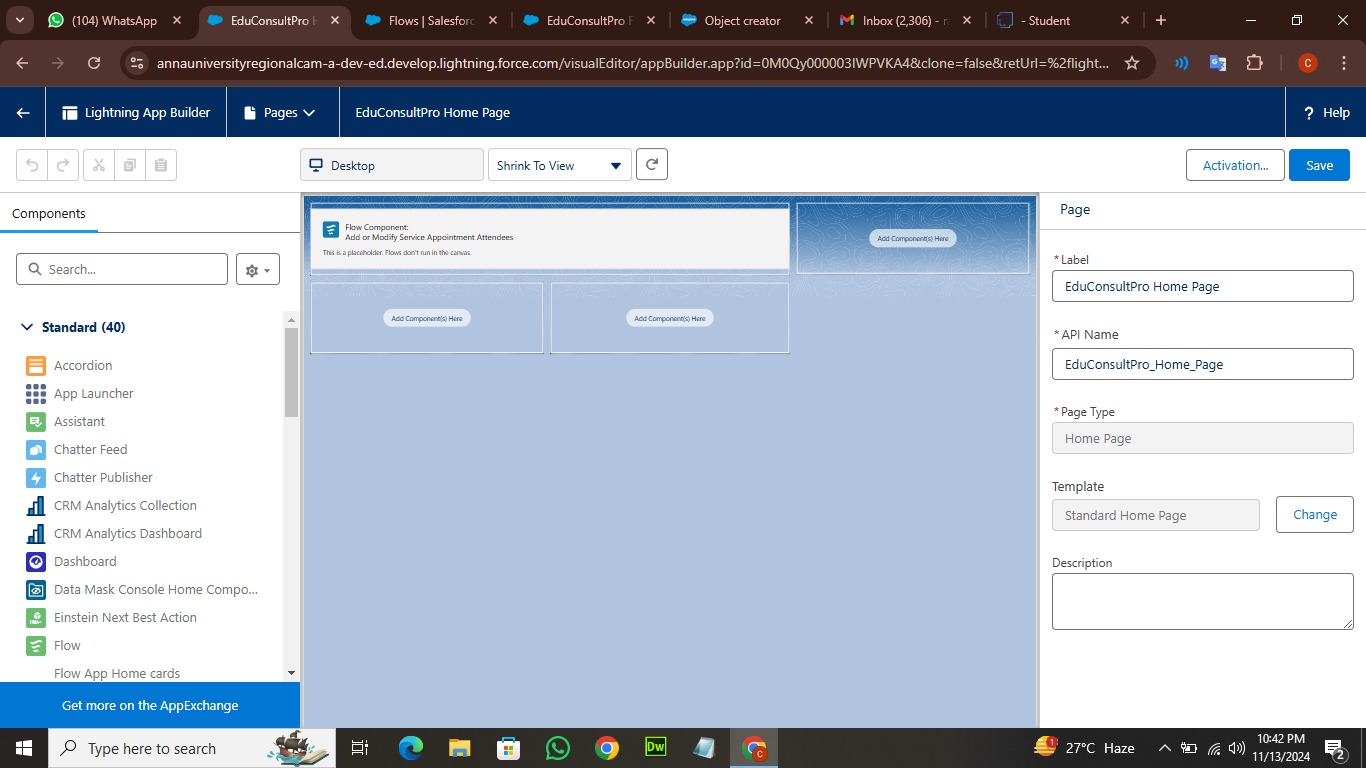 (104) WhatsApp
EduConsultPro H
Flows | Salesforc
EduConsultPro F
Object creator
Inbox (2,306) - r
- Student
annauniversityregionalcam-a-dev-ed.develop.lightning.force.com/visualEditor/appBuilder.app?id=0M0Qy000003IWPVKA4&clone=false&retUrl=%2flight...
C
Lightning App Builder
Pages
EduConsultPro Home Page
? Help
Desktop
Shrink To View
Activation...
Save
Components
Search...
Standard (40)
Accordion
App Launcher
Assistant
Chatter Feed
Chatter Publisher
CRM Analytics Collection
CRM Analytics Dashboard
Dashboard
Data Mask Console Home Compo...
Einstein Next Best Action
Flow
Flow App Home cards
Get more on the AppExchange
Flow Component:
Add or Modify Service Appointment Attendees
This is a placeholder. Flows don't run in the canvas.
Add Component(s) Here
Add Component(s) Here
Add Component(s) Here
Page
* Label
EduConsultPro Home Page
* API Name
EduConsultPro_Home_Page
* Page Type
Home Page
Template
Standard Home Page
Change
Description
Type here to search
Dw
C
1
27°C Haze
10:42 PM
11/13/2024
2